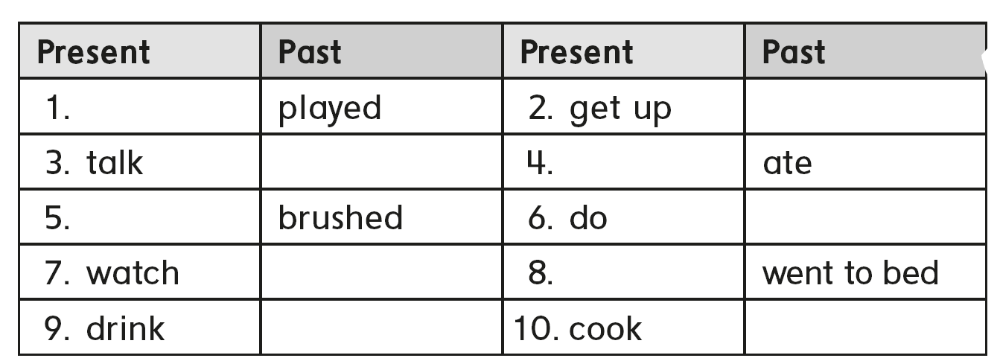 Present Past Present Past
1. played 2. get up
3. talk 4. ate
5. brushed 6. do
7. watch 8. went to bed
9. drink 10. cook